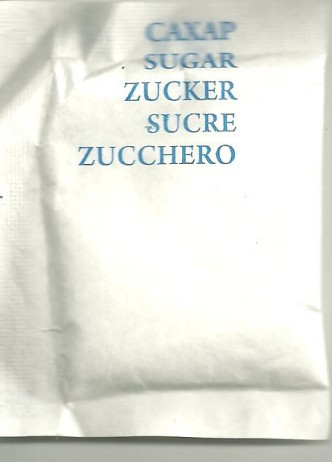 САХАР
SUGAR
ZUCKER
SUCRE
ZUCCHERO